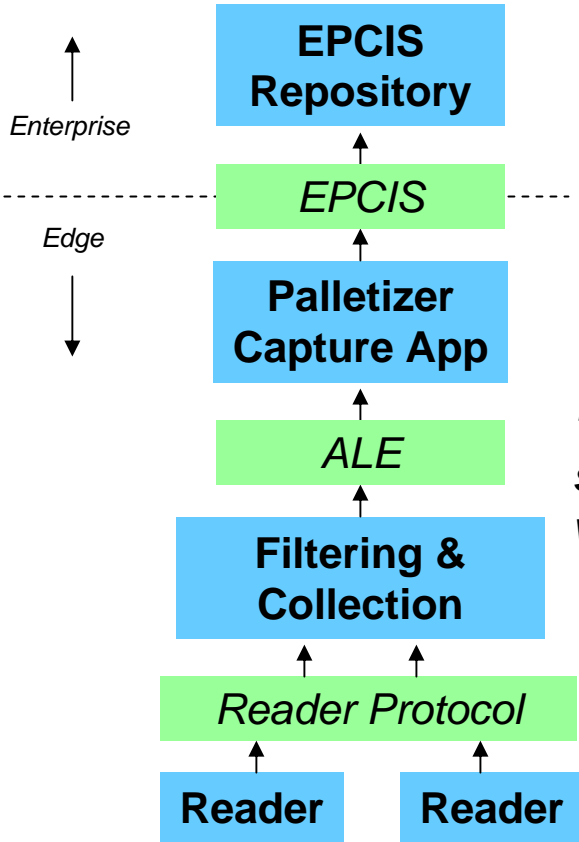 EPCIS
Repository
Enterprise
EPCIS
Edge
Palletizer
Capture App
ALE
Filtering &
Collection
Reader Protocol
Reader Reader